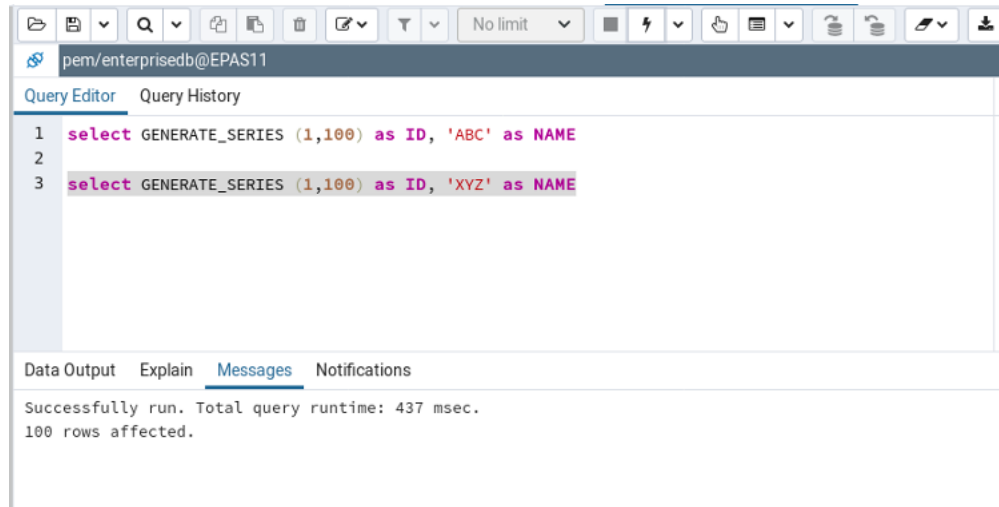 No limit
pem/enterprisedb@EPAS11
Query Editor Query History
1 select GENERATE_SERIES (1,100) as ID, 'ABC' as NAME
2
3 select GENERATE_SERIES (1,100) as ID, 'XYZ' as NAME
Data Output Explain Messages Notifications
Successfully run. Total query runtime: 437 msec.
100 rows affected.